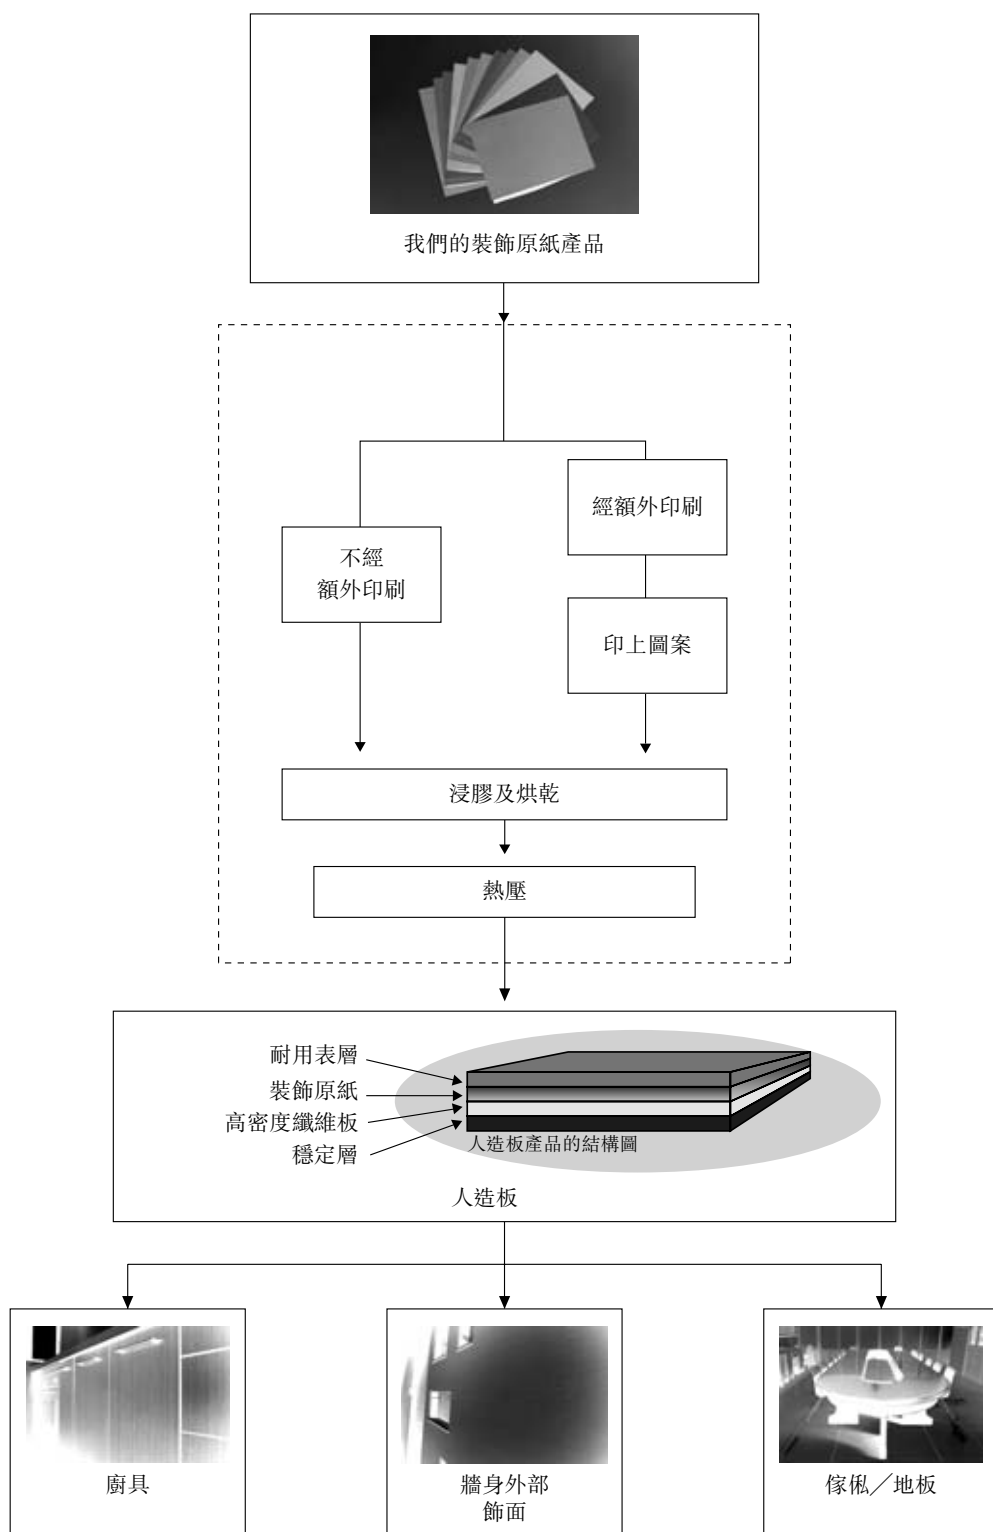 我們的裝飾原紙產品
不經
額外印刷
經額外印刷
印上圖案
浸膠及烘乾
熱壓
耐用表層
裝飾原紙
高密度纖維板
穩定層
人造板產品的結構圖
人造板
廚具
牆身外部
飾面
傢俬／地板